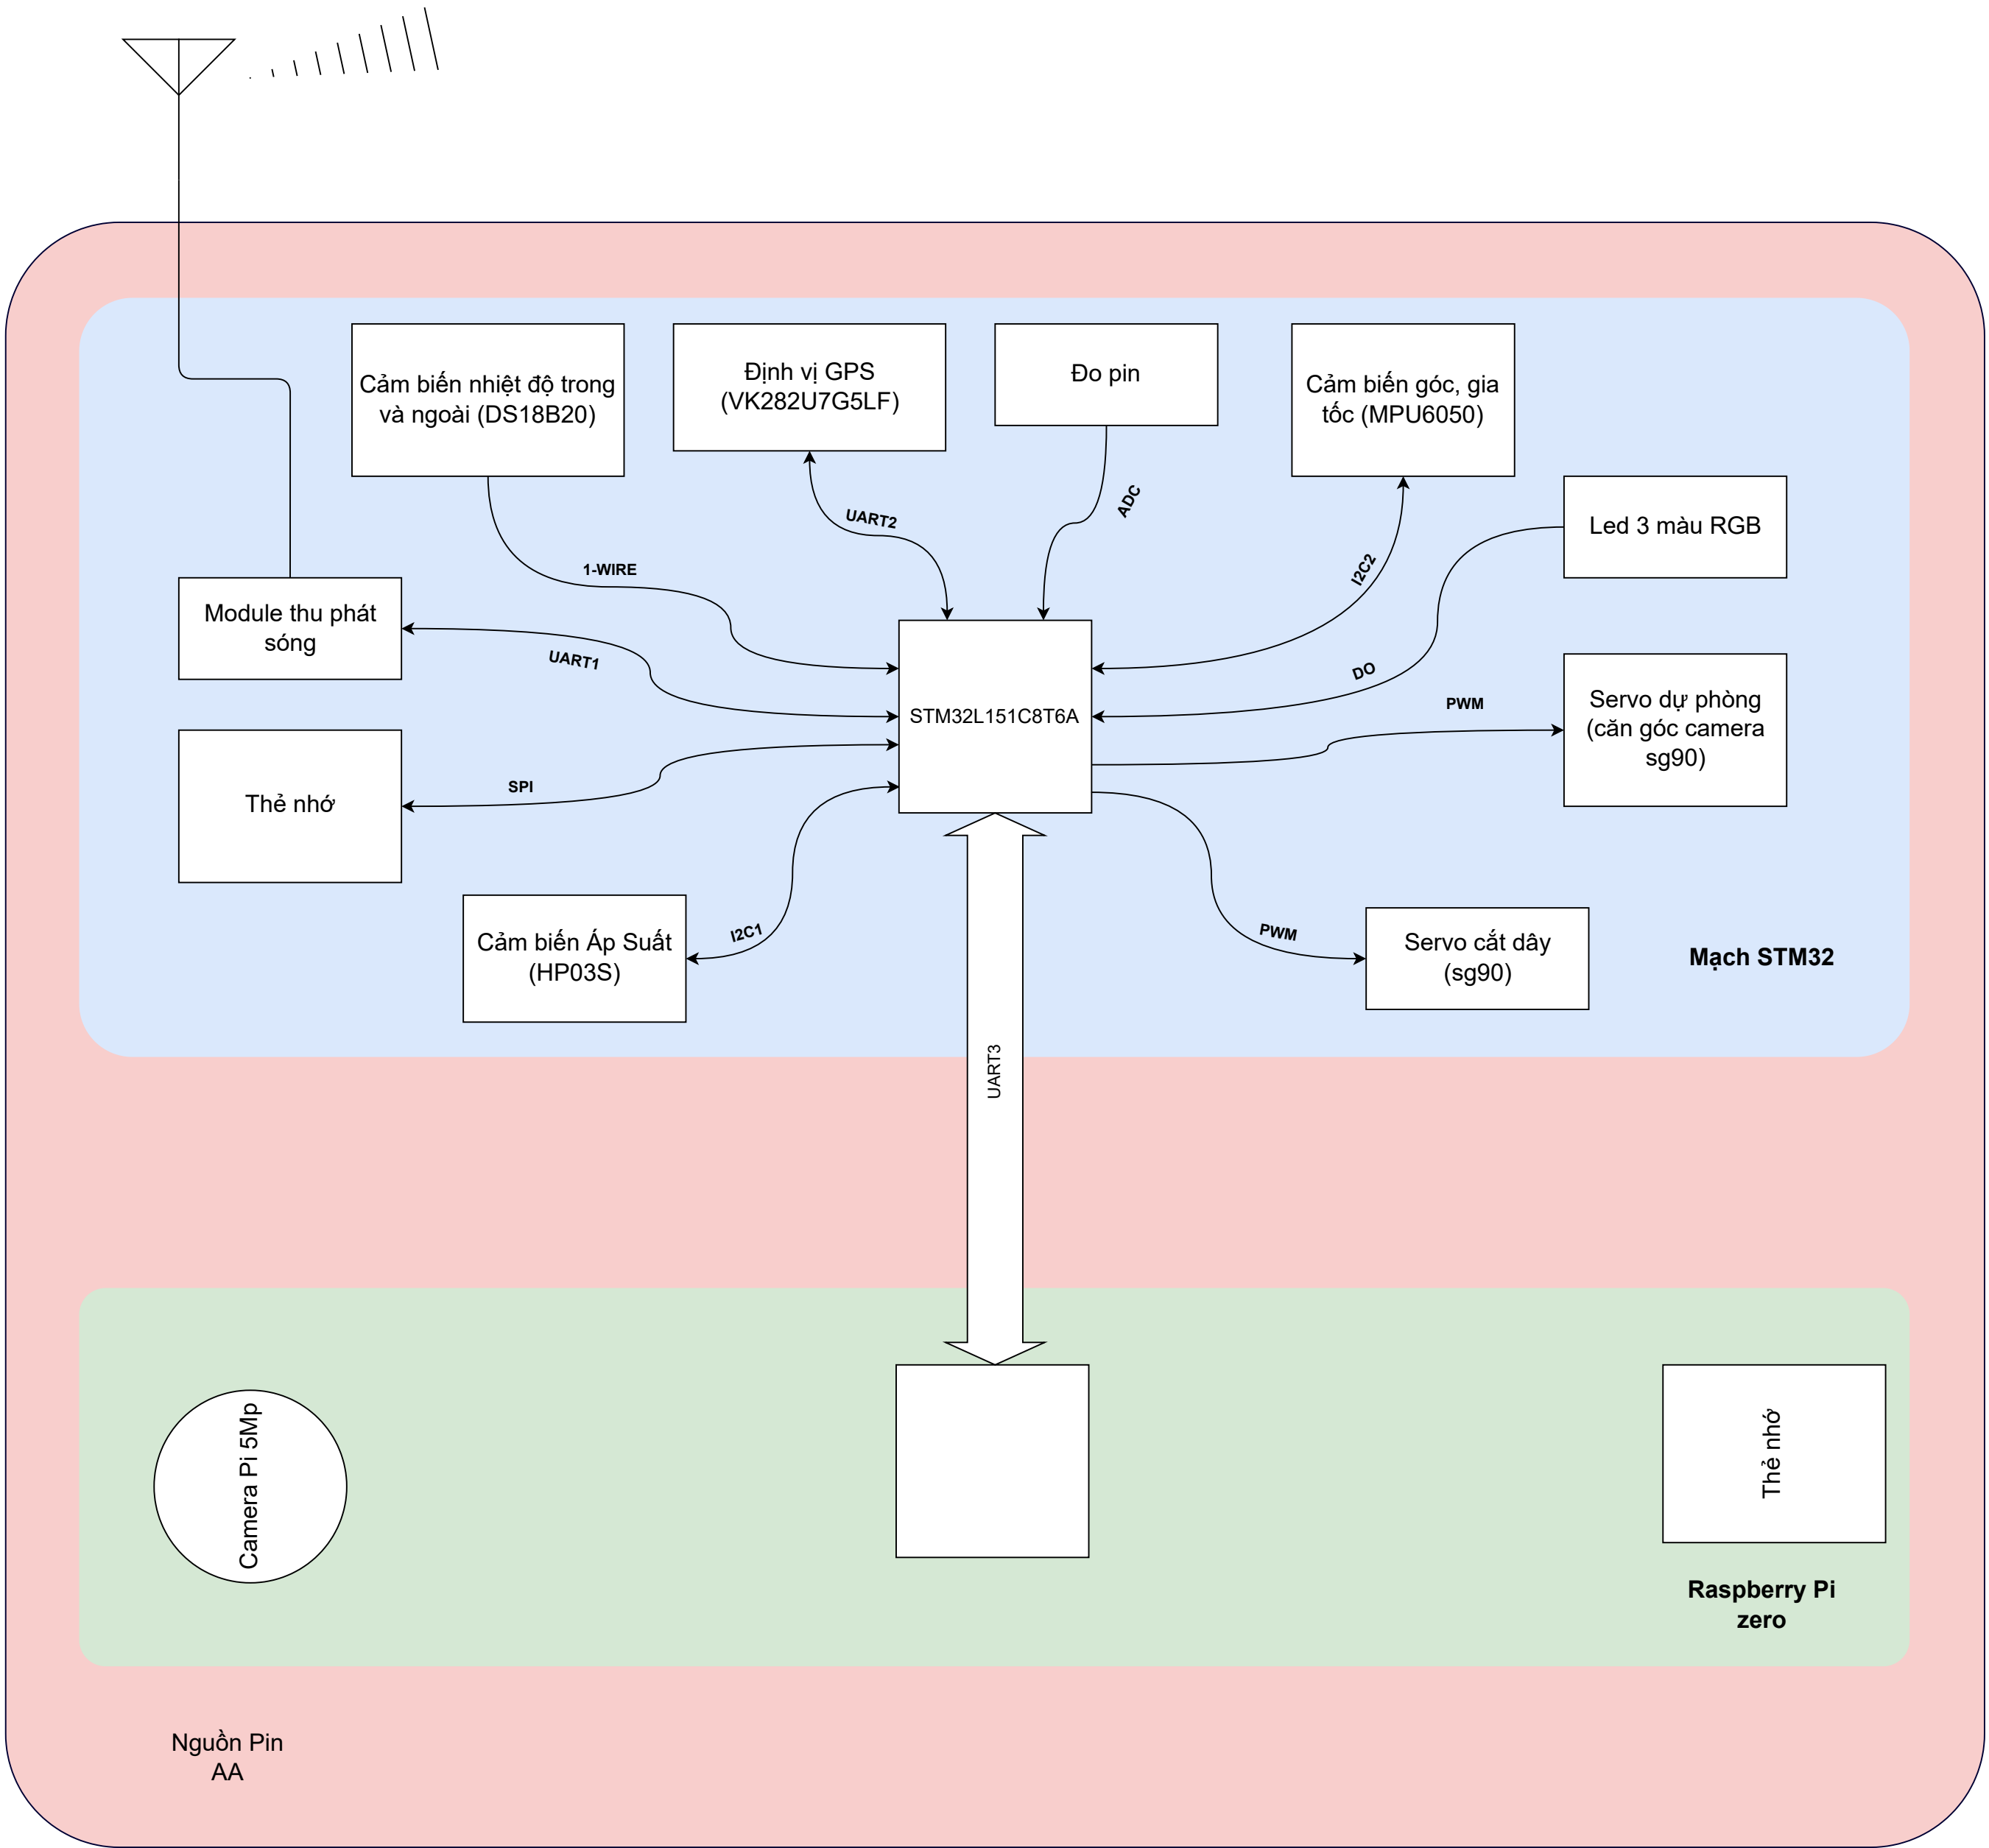 Cảm biến nhiệt độ trong
và ngoài (DS18B20)
Định vị GPS
(VK282U7G5LF)
Đo pin
Cảm biến góc, gia
tốc (MPU6050)
Led 3 màu RGB
ADC
UART2
1-WIRE
I2C2
Module thu phát
sóng
UART1
DO
STM32L151C8T6A
PWM
Servo dự phòng
(căn góc camera
sg90)
Thẻ nhớ
SPI
Cảm biến Áp Suất
(HP03S)
I2C1
PWM
Servo cắt dây
(sg90)
Mạch STM32
UART3
Camera Pi 5Mp
Thẻ nhớ
Raspberry Pi
zero
Nguồn Pin
AA